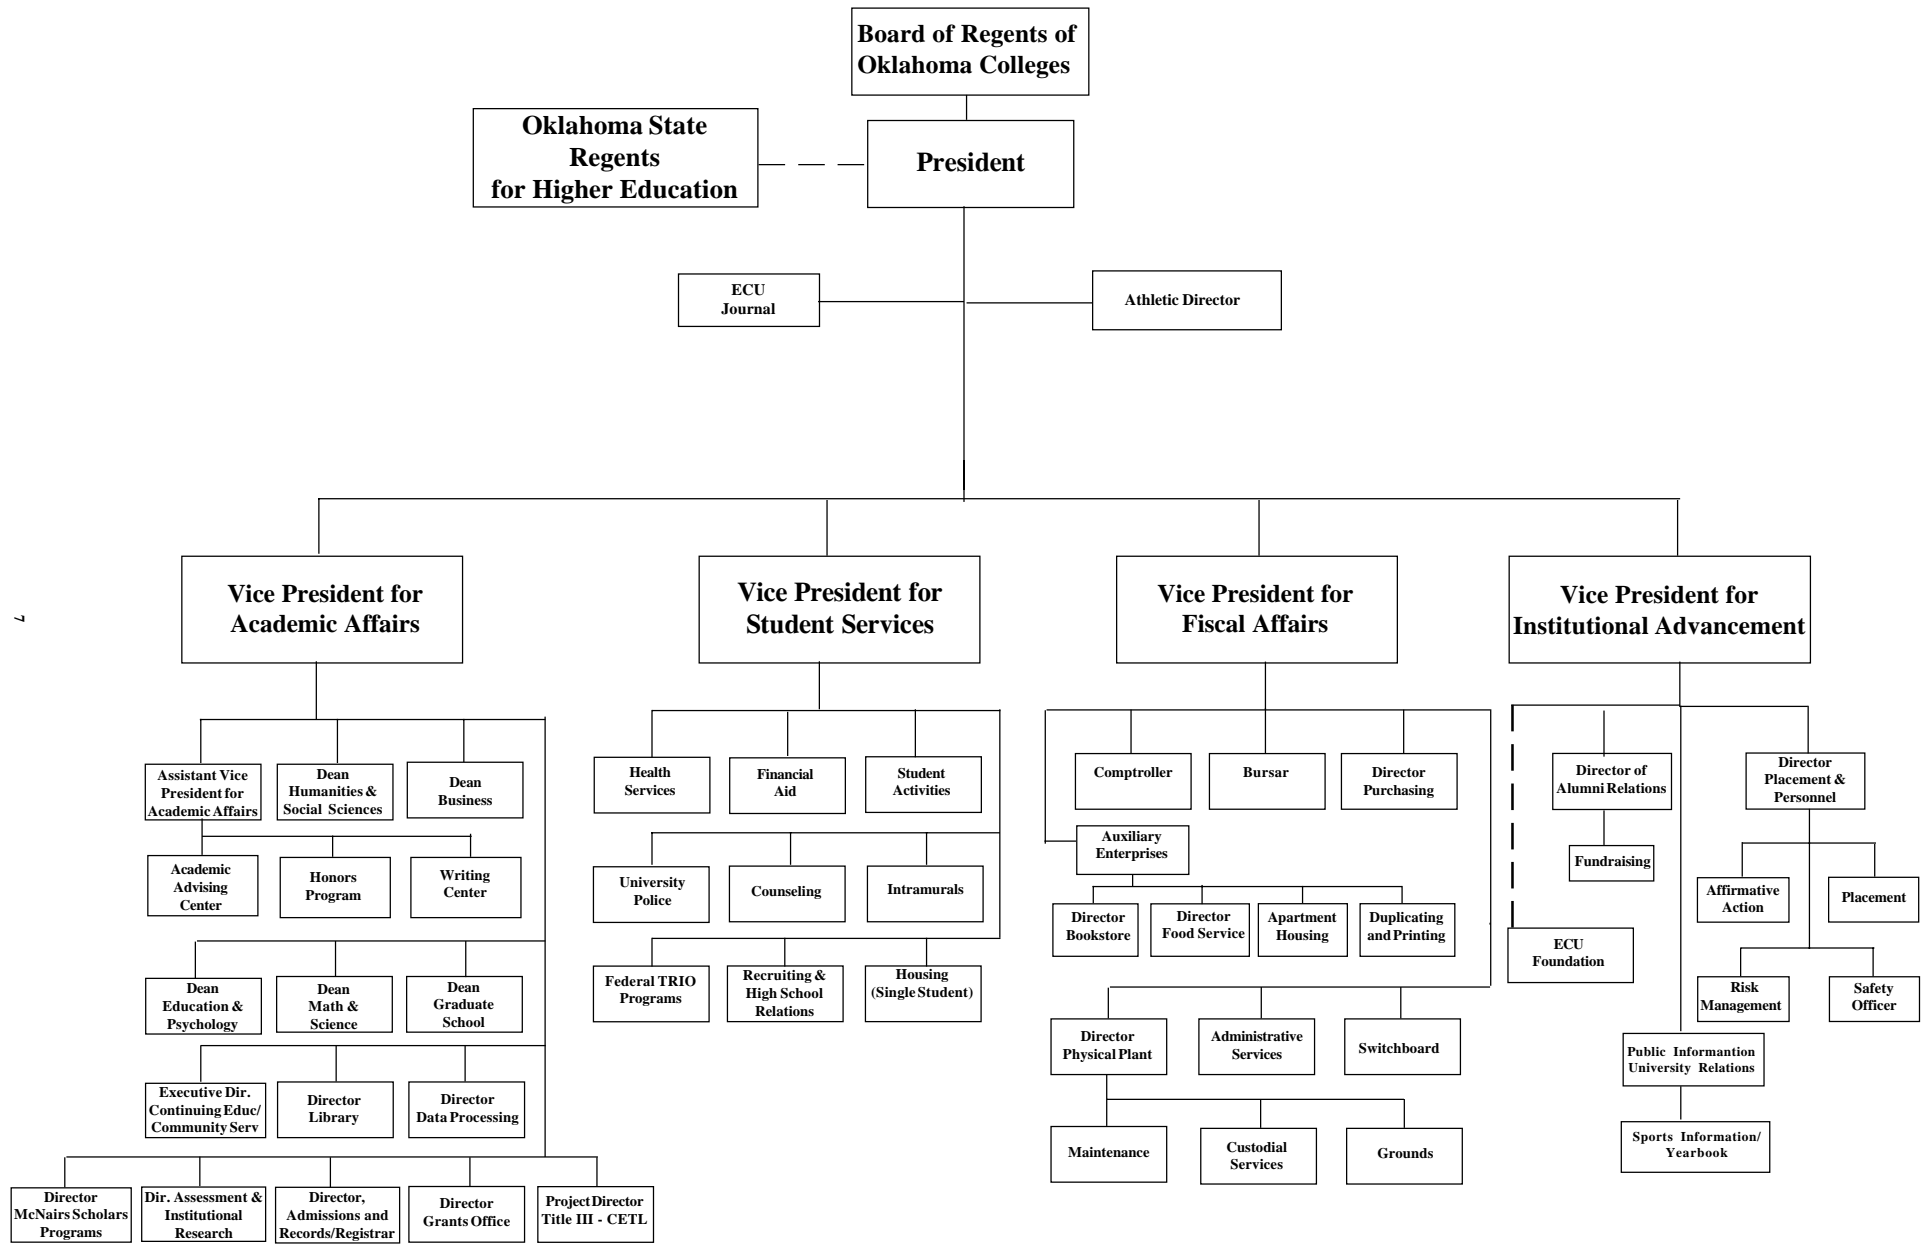 Board of Regents of
Oklahoma Colleges
Oklahoma State
Regents
for Higher Education
President
ECU
Journal
Athletic Director
7
Vice President for
Academic Affairs
Vice President for
Student Services
Vice President for
Fiscal Affairs
Vice President for
Institutional Advancement
Assistant Vice
President for
Academic Affairs
Dean
Humanities &
Social Sciences
Dean
Business
Academic
Advising
Center
Honors
Program
Writing
Center
Dean
Education &
Psychology
Dean
Math &
Science
Dean
Graduate
School
Executive Dir.
Continuing Educ/
Community Serv
Director
Library
Director
Data Processing
Director
McNairs Scholars
Programs
Dir. Assessment &
Institutional
Research
Director,
Admissions and
Records/Registrar
Director
Grants Office
Project Director
Title III - CETL
Health
Services
Financial
Aid
Student
Activities
University
Police
Counseling
Intramurals
Federal TRIO
Programs
Recruiting &
High School
Relations
Housing
(Single Student)
Comptroller
Bursar
Director
Purchasing
Auxiliary
Enterprises
Director
Bookstore
Director
Food Service
Apartment
Housing
Duplicating
and Printing
Director
Physical Plant
Administrative
Services
Switchboard
Maintenance
Custodial
Services
Grounds
Director of
Alumni Relations
Fundraising
ECU
Foundation
Director
Placement &
Personnel
Affirmative
Action
Placement
Risk
Management
Safety
Officer
Public Informantion
University Relations
Sports Information/
Yearbook